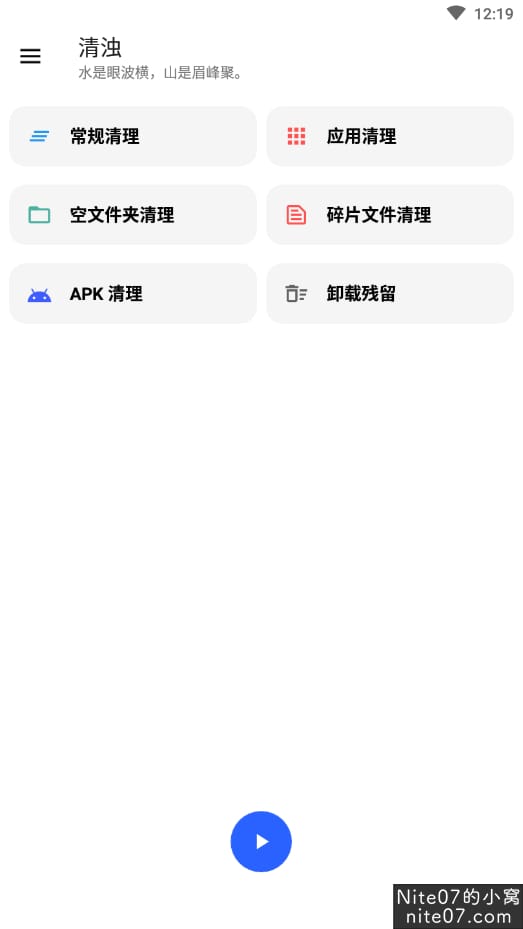 12:19
清浊
水是眼波横，山是眉峰聚。
常规清理
应用清理
空文件夹清理
碎片文件清理
APK 清理
卸载残留
Nite07的小窝
nite07.com